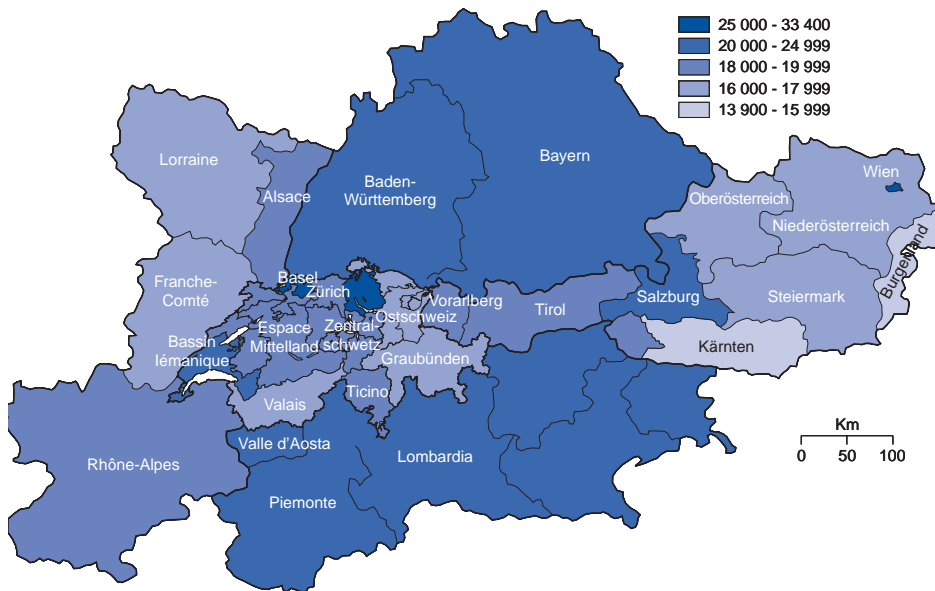 25 000 - 33 400
20 000 - 24 999
18 000 - 19 999
16 000 - 17 999
13 900 - 15 999
Lorraine
Alsace
Baden-
Württemberg
Bayern
Wien
Oberösterreich
Niederösterreich
Burgenland
Franche-
Comté
Basel
Zürich
Vorarlberg
Tirol
Salzburg
Steiermark
Ostschweiz
Espace
Mittelland
Zentral-
schwetz
Bassin
lémanique
Graubünden
Kärnten
Valais
Ticino
Valle d'Aosta
Lombardia
Rhône-Alpes
Piemonte
Km
0 50 100